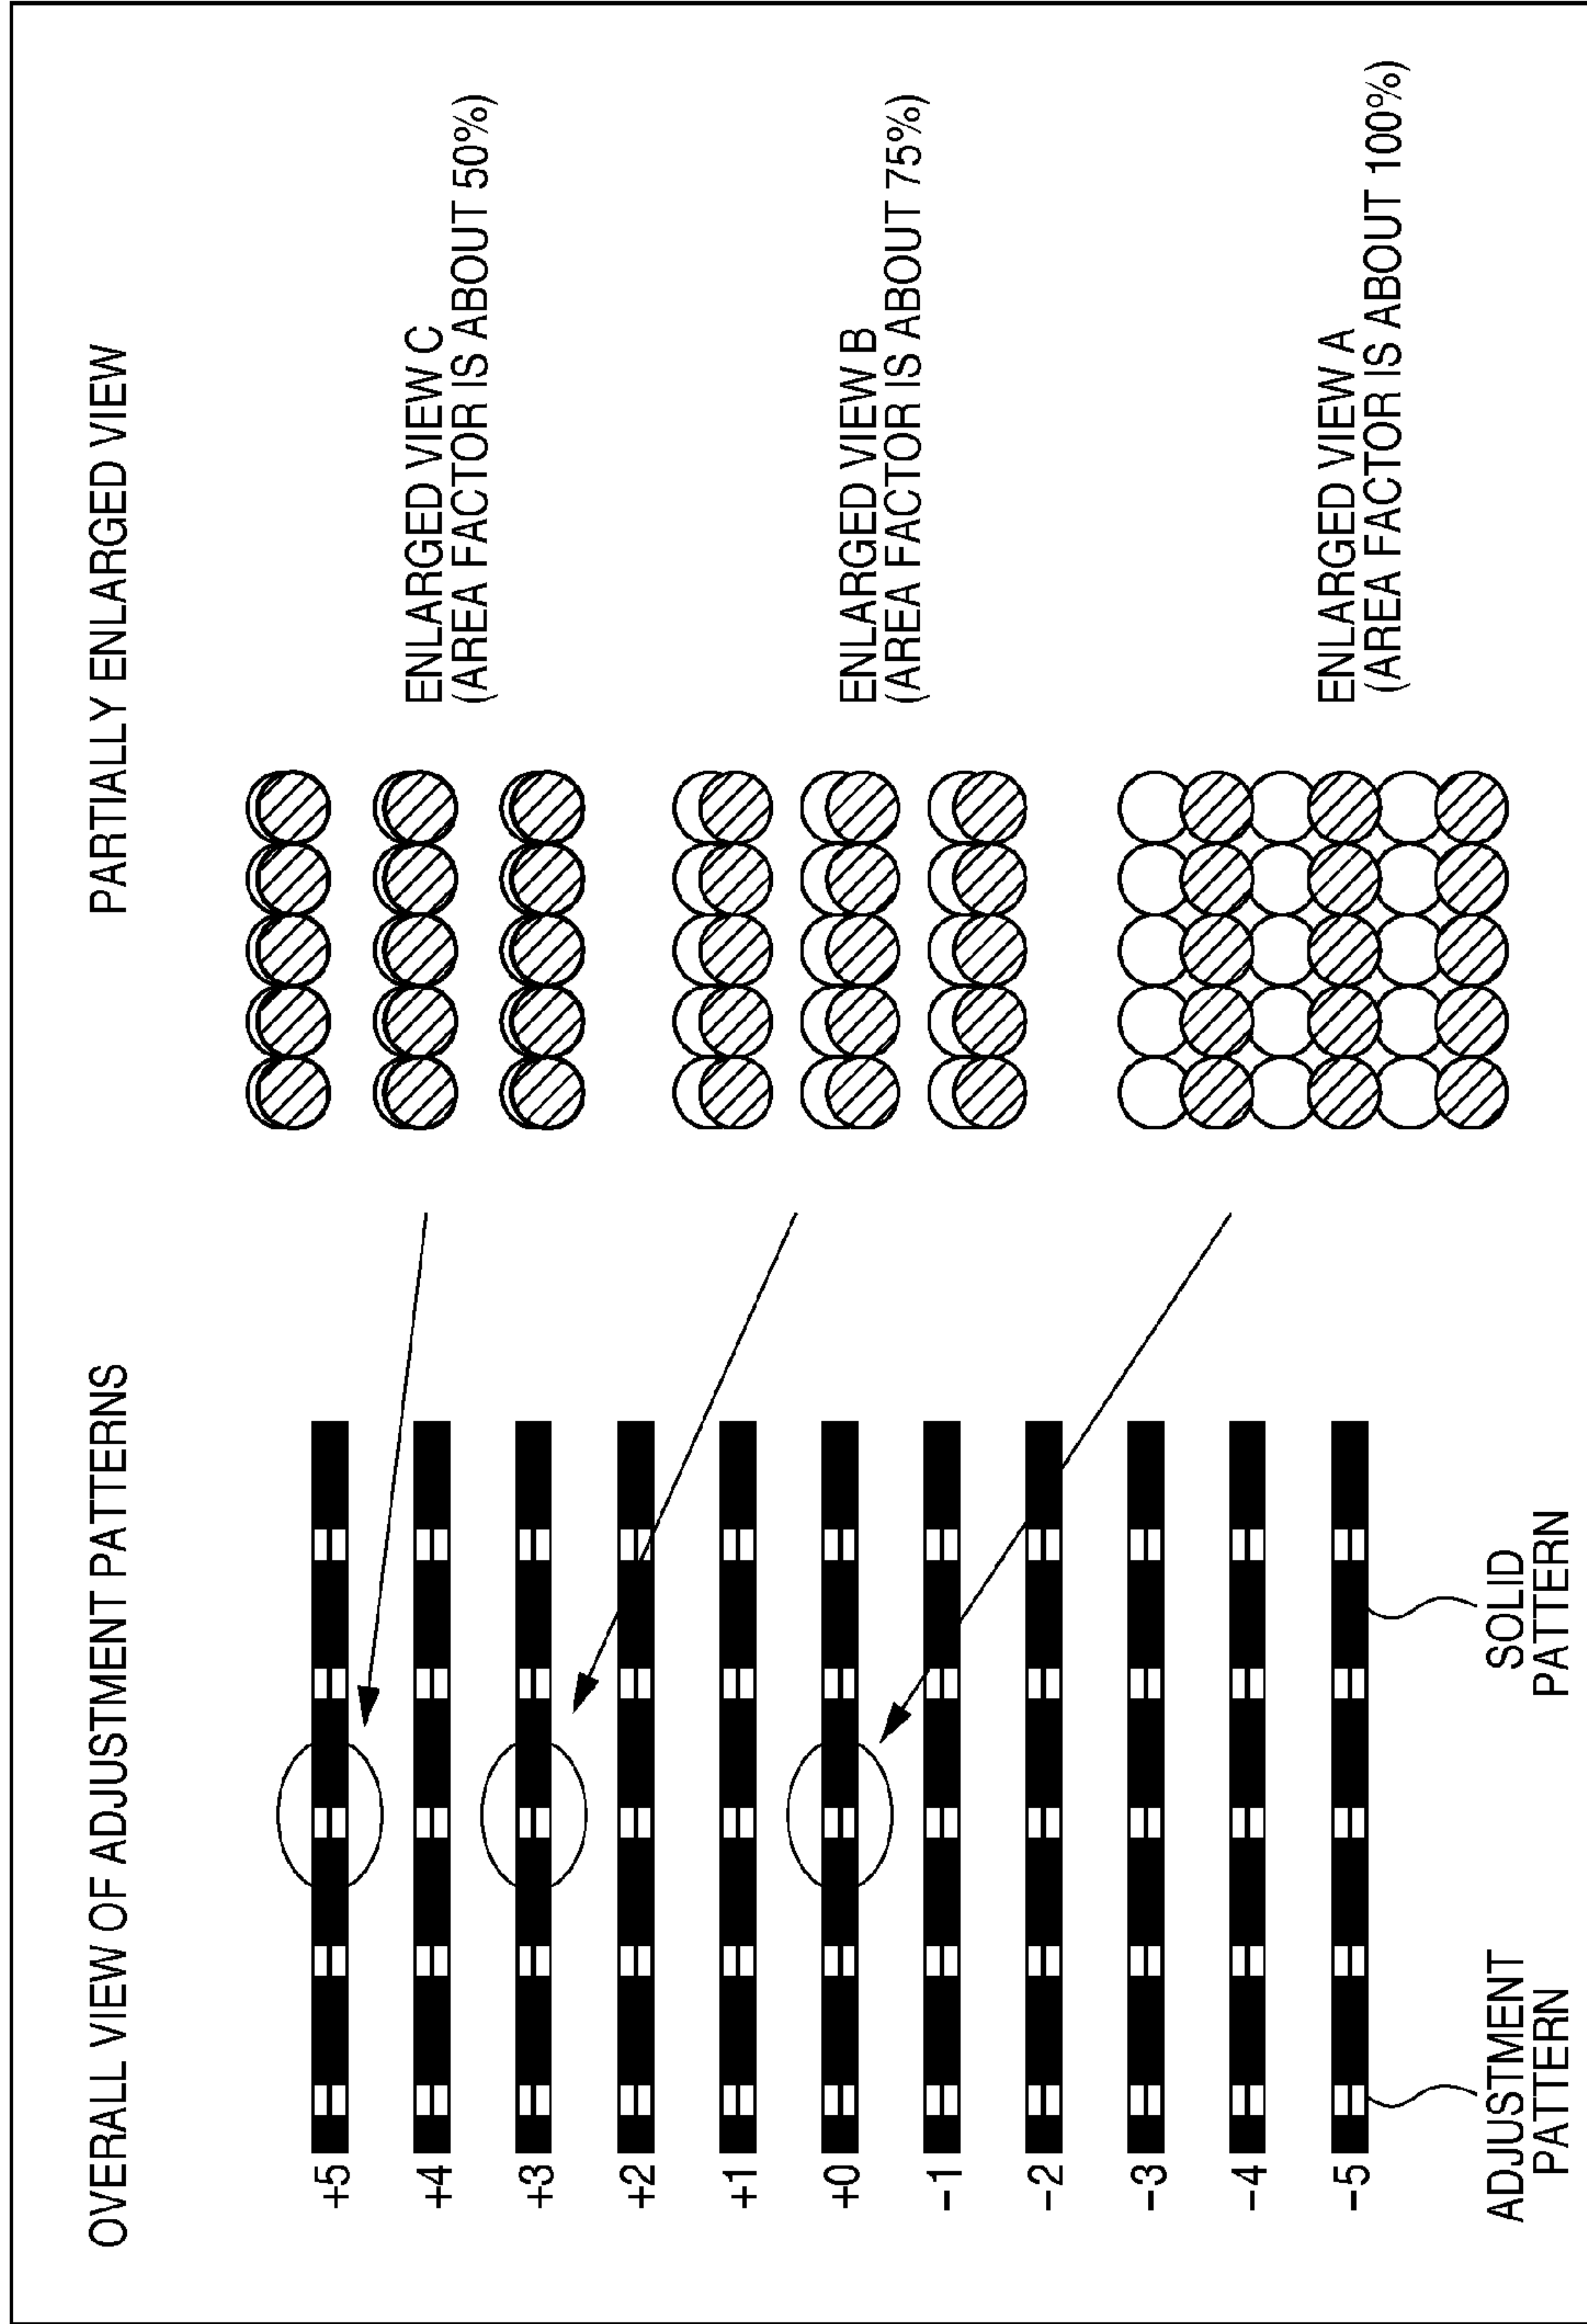 OVERALL VIEW OF ADJUSTMENT PATTERNS
PARTIALLY ENLARGED VIEW
+5
+4
+3
+2
+1
+0
-1
-2
-3
-4
-5
ENLARGED VIEW C
(AREA FACTOR IS ABOUT 50%)
ENLARGED VIEW B
(AREA FACTOR IS ABOUT 75%)
ENLARGED VIEW A
(AREA FACTOR IS ABOUT 100%)
ADJUSTMENT
PATTERN
SOLID
PATTERN